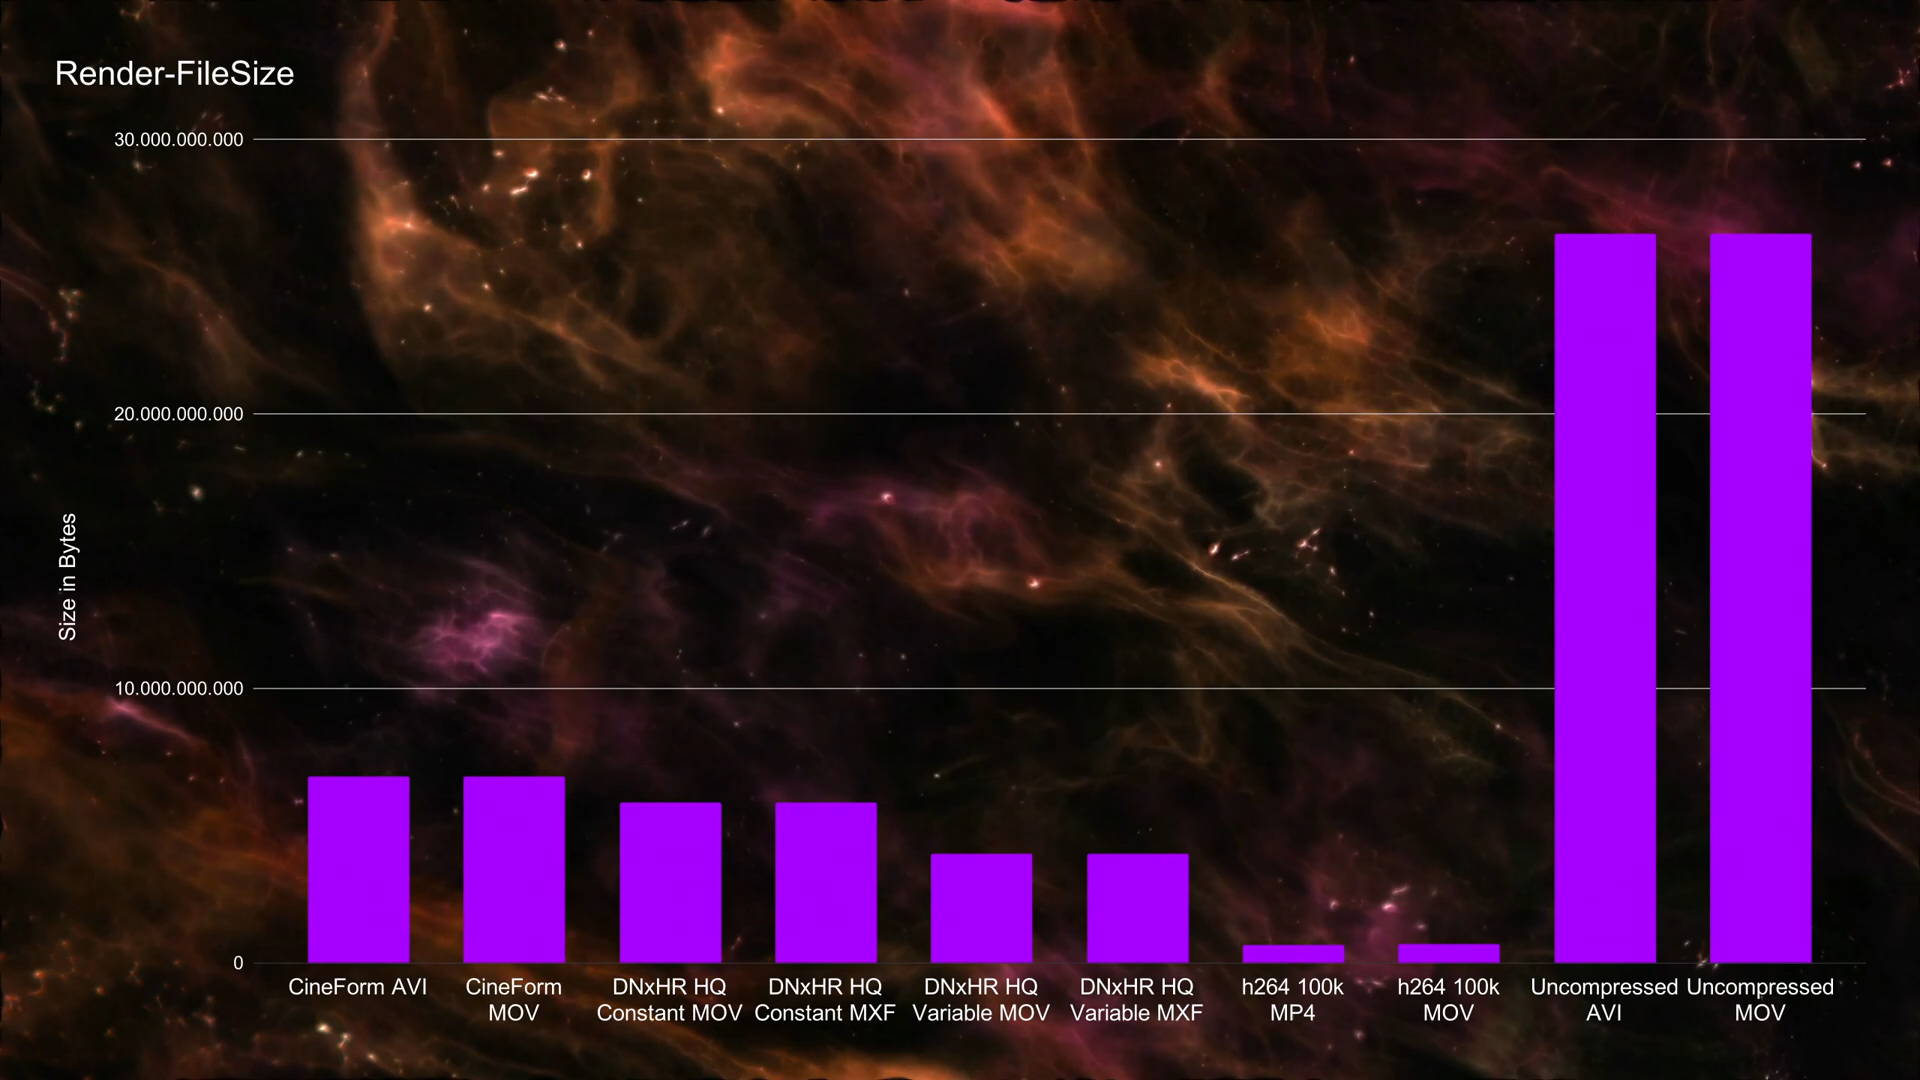 Render-FileSize
30.000.000.000
20.000.000.000
10.000.000.000
0
Size in Bytes
CineForm AVI
CineForm
MOV
DNxHR HQ
Constant MOV
DNxHR HQ
Constant MXF
DNxHR HQ
Variable MOV
DNxHR HQ
Variable MXF
h264 100k
MP4
h264 100k
MOV
Uncompressed
AVI
Uncompressed
MOV